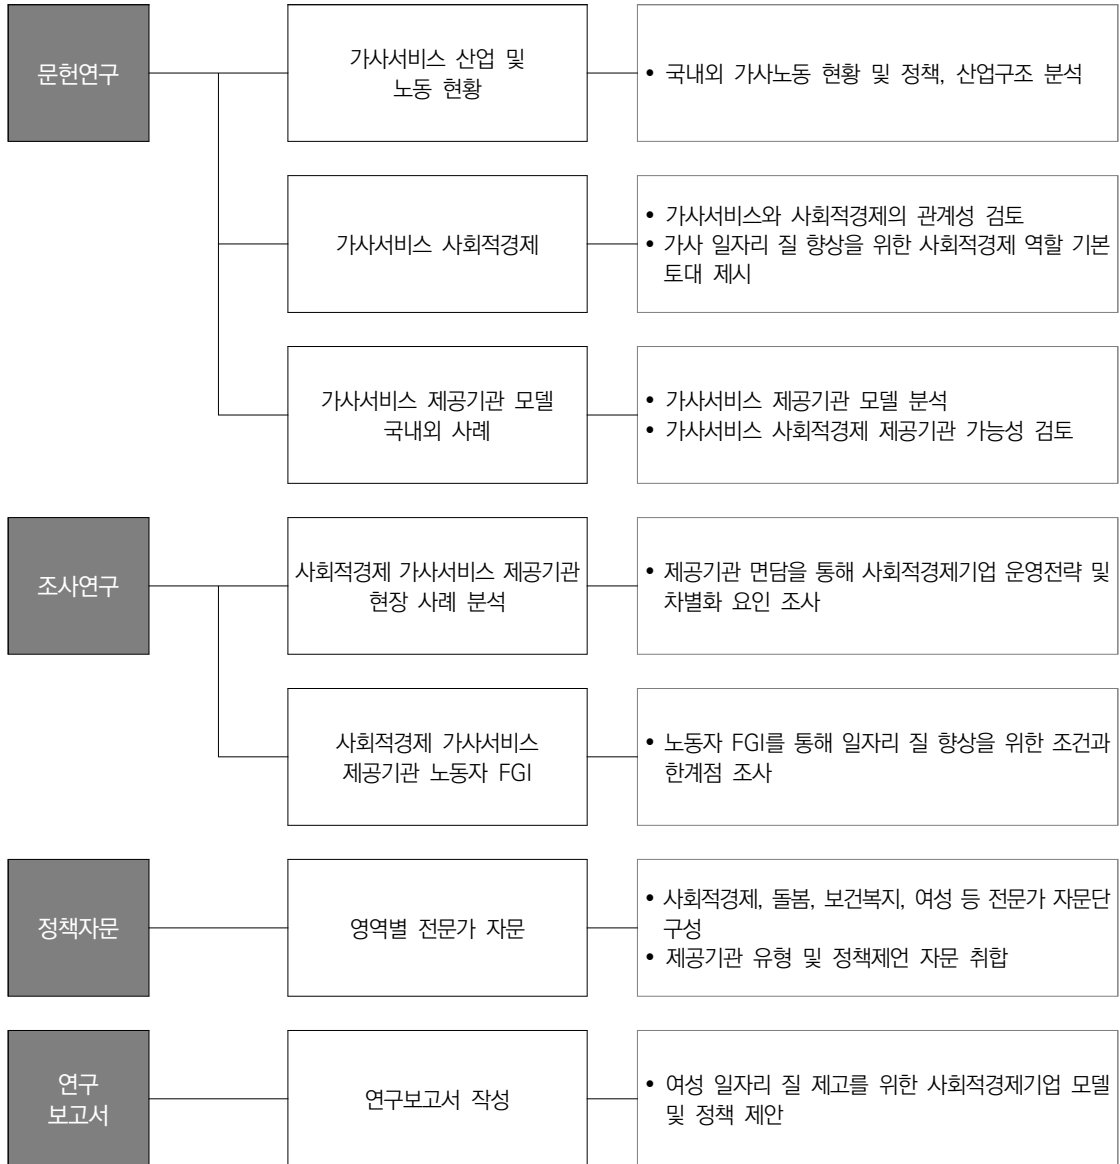 문헌연구
가사서비스 산업 및
노동 현황
• 국내외 가사노동 현황 및 정책, 산업구조 분석
가사서비스 사회적경제
• 가사서비스와 사회적경제의 관계성 검토
• 가사 일자리 질 향상을 위한 사회적경제 역할 기본
토대 제시
가사서비스 제공기관 모델
국내외 사례
• 가사서비스 제공기관 모델 분석
• 가사서비스 사회적경제 제공기관 가능성 검토
조사연구
사회적경제 가사서비스 제공기관
현장 사례 분석
• 제공기관 면담을 통해 사회적경제기업 운영전략 및
차별화 요인 조사
사회적경제 가사서비스
제공기관 노동자 FGI
• 노동자 FGI를 통해 일자리 질 향상을 위한 조건과
한계점 조사
정책자문
영역별 전문가 자문
• 사회적경제, 돌봄, 보건복지, 여성 등 전문가 자문단
구성
• 제공기관 유형 및 정책제언 자문 취합
연구
보고서
연구보고서 작성
• 여성 일자리 질 제고를 위한 사회적경제기업 모델
및 정책 제안